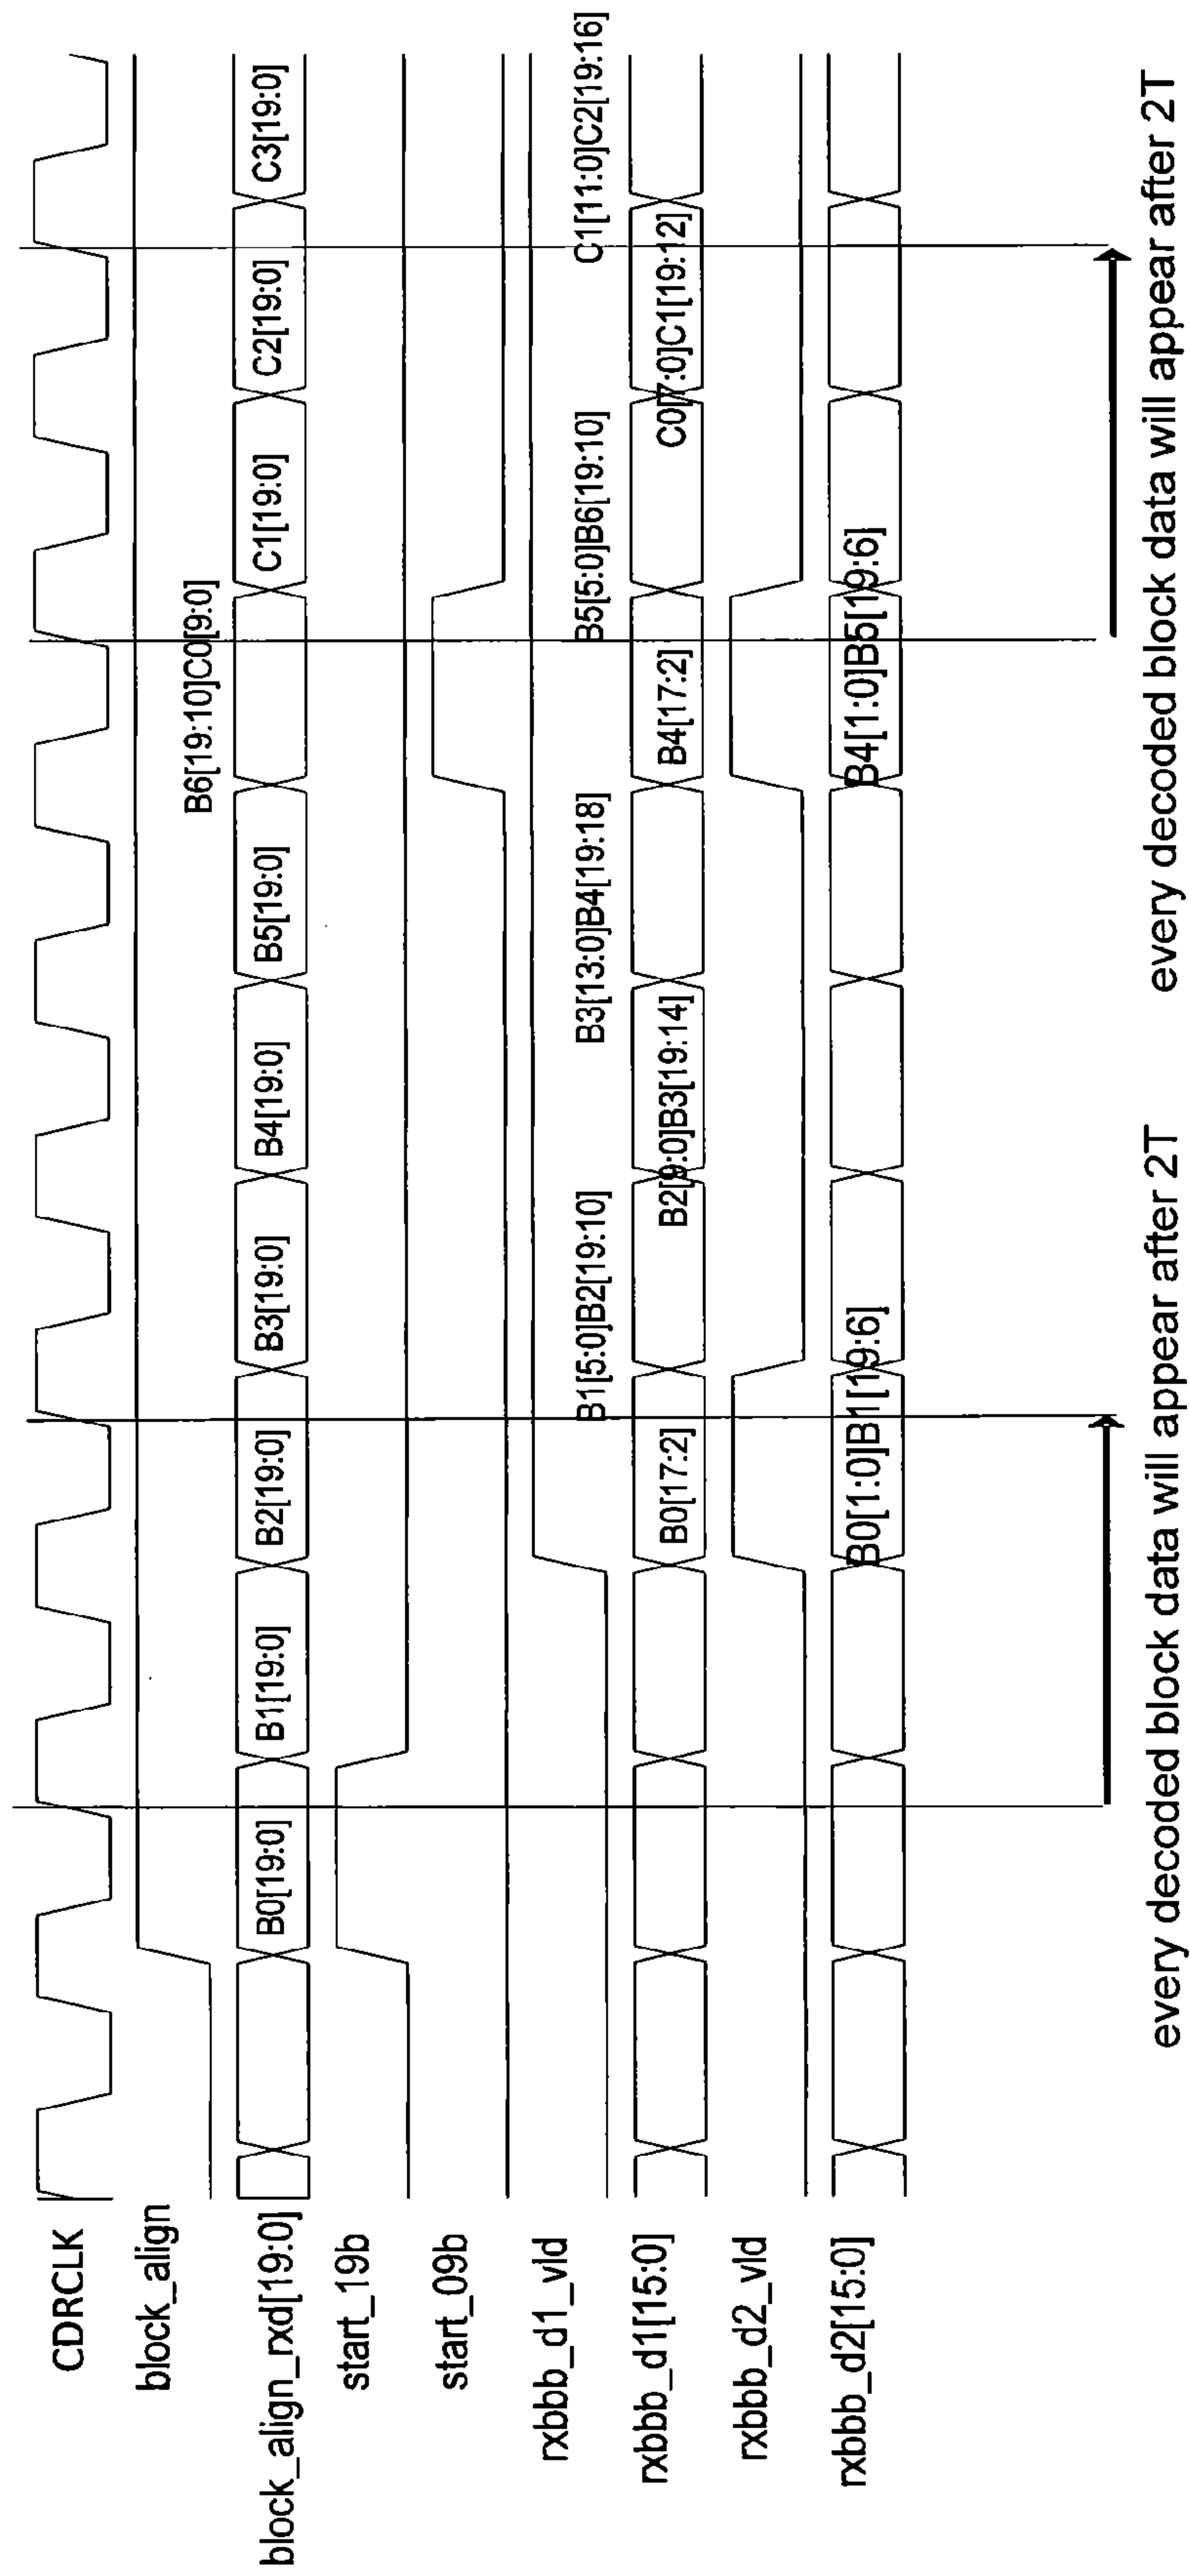 CDRCLK
block_align
block_align_rxd[19:0]
B0[19:0]
B1[19:0]
B2[19:0]
B3[19:0]
B4[19:0]
B5[19:0]
B6[19:10]C0[9:0]
C1[19:0]
C2[19:0]
C3[19:0]
start_19b
start_09b
rxbbb_d1_vld
rxbbb_d1[15:0]
B0[17:2]
B1[5:0]B2[19:10]
B2[9:0]B3[19:14]
B3[13:0]B4[19:18]
B4[17:2]
B5[5:0]B6[19:10]
C0[7:0]C1[19:12]
C1[11:0]C2[19:16]
rxbbb_d2_vld
rxbbb_d2[15:0]
B0[1:0]B1[19:6]
B4[1:0]B5[19:6]
every decoded block data will appear after 2T
every decoded block data will appear after 2T